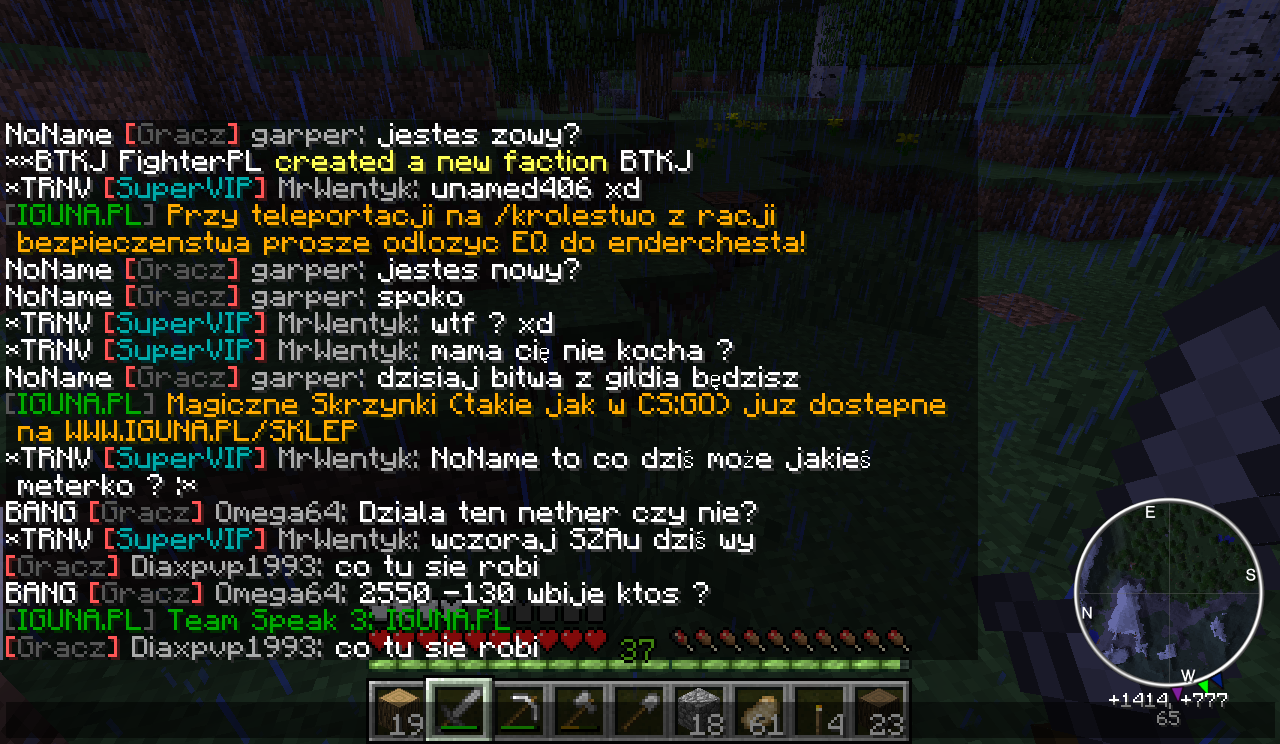 NoName [Gracz] garper: jestes zowy?
**BTKJ FighterPL created a new faction BTKJ
*TRNV [SuperVIP] MrWentyk: unamed406 xd
[IGUNA.PL] Przy teleportacji na /krolestwo z racji
bezpieczenstwa prosze odlozyc EQ do enderchesta!
NoName [Gracz] garper: jestes nowy?
NoName [Gracz] garper: spoko
*TRNV [SuperVIP] MrWentyk: wtf ? xd
*TRNV [SuperVIP] MrWentyk: mama cię nie kocha ?
NoName [Gracz] garper: dzisiaj bitwa z gildia będzisz
[IGUNA.PL] Magiczne Skrzynki (takie jak w CS:GO) juz dostepne
na WWW.IGUNA.PL/SKLEP
*TRNV [SuperVIP] MrWentyk: NoName to co dziś może jakieś
meterko ? :*
BANG [Gracz] Omega64: Dziala ten nether czy nie?
*TRNV [SuperVIP] MrWentyk: wczoraj SZAu dziś wy
[Gracz] Diaxpvp1993: co tu sie robi
BANG [Gracz] Omega64: 2550 -130 wbije ktos ?
[IGUNA.PL] Team Speak 3: IGUNA.PL
[Gracz] Diaxpvp1993: co tu sie robi
37
19 18 61 4 23
E
S
N
W
+1414, +777
65